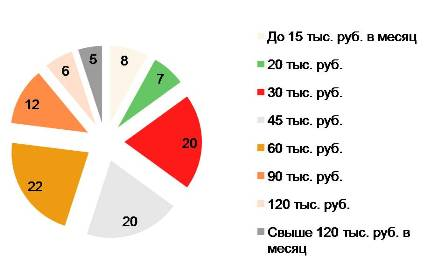 8
7
20
20
22
12
6
5
До 15 тыс. руб. в месяц
20 тыс. руб.
30 тыс. руб.
45 тыс. руб.
60 тыс. руб.
90 тыс. руб.
120 тыс. руб.
Свыше 120 тыс. руб. в
месяц